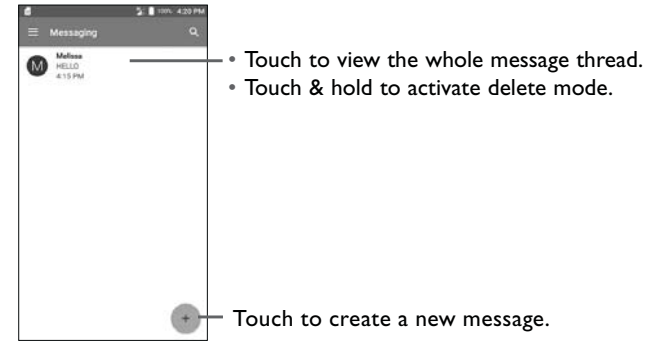 100% 4:20 PM
Messaging
M
Melissa
HELLO
4:15 PM
• Touch to view the whole message thread.
• Touch & hold to activate delete mode.
+
Touch to create a new message.